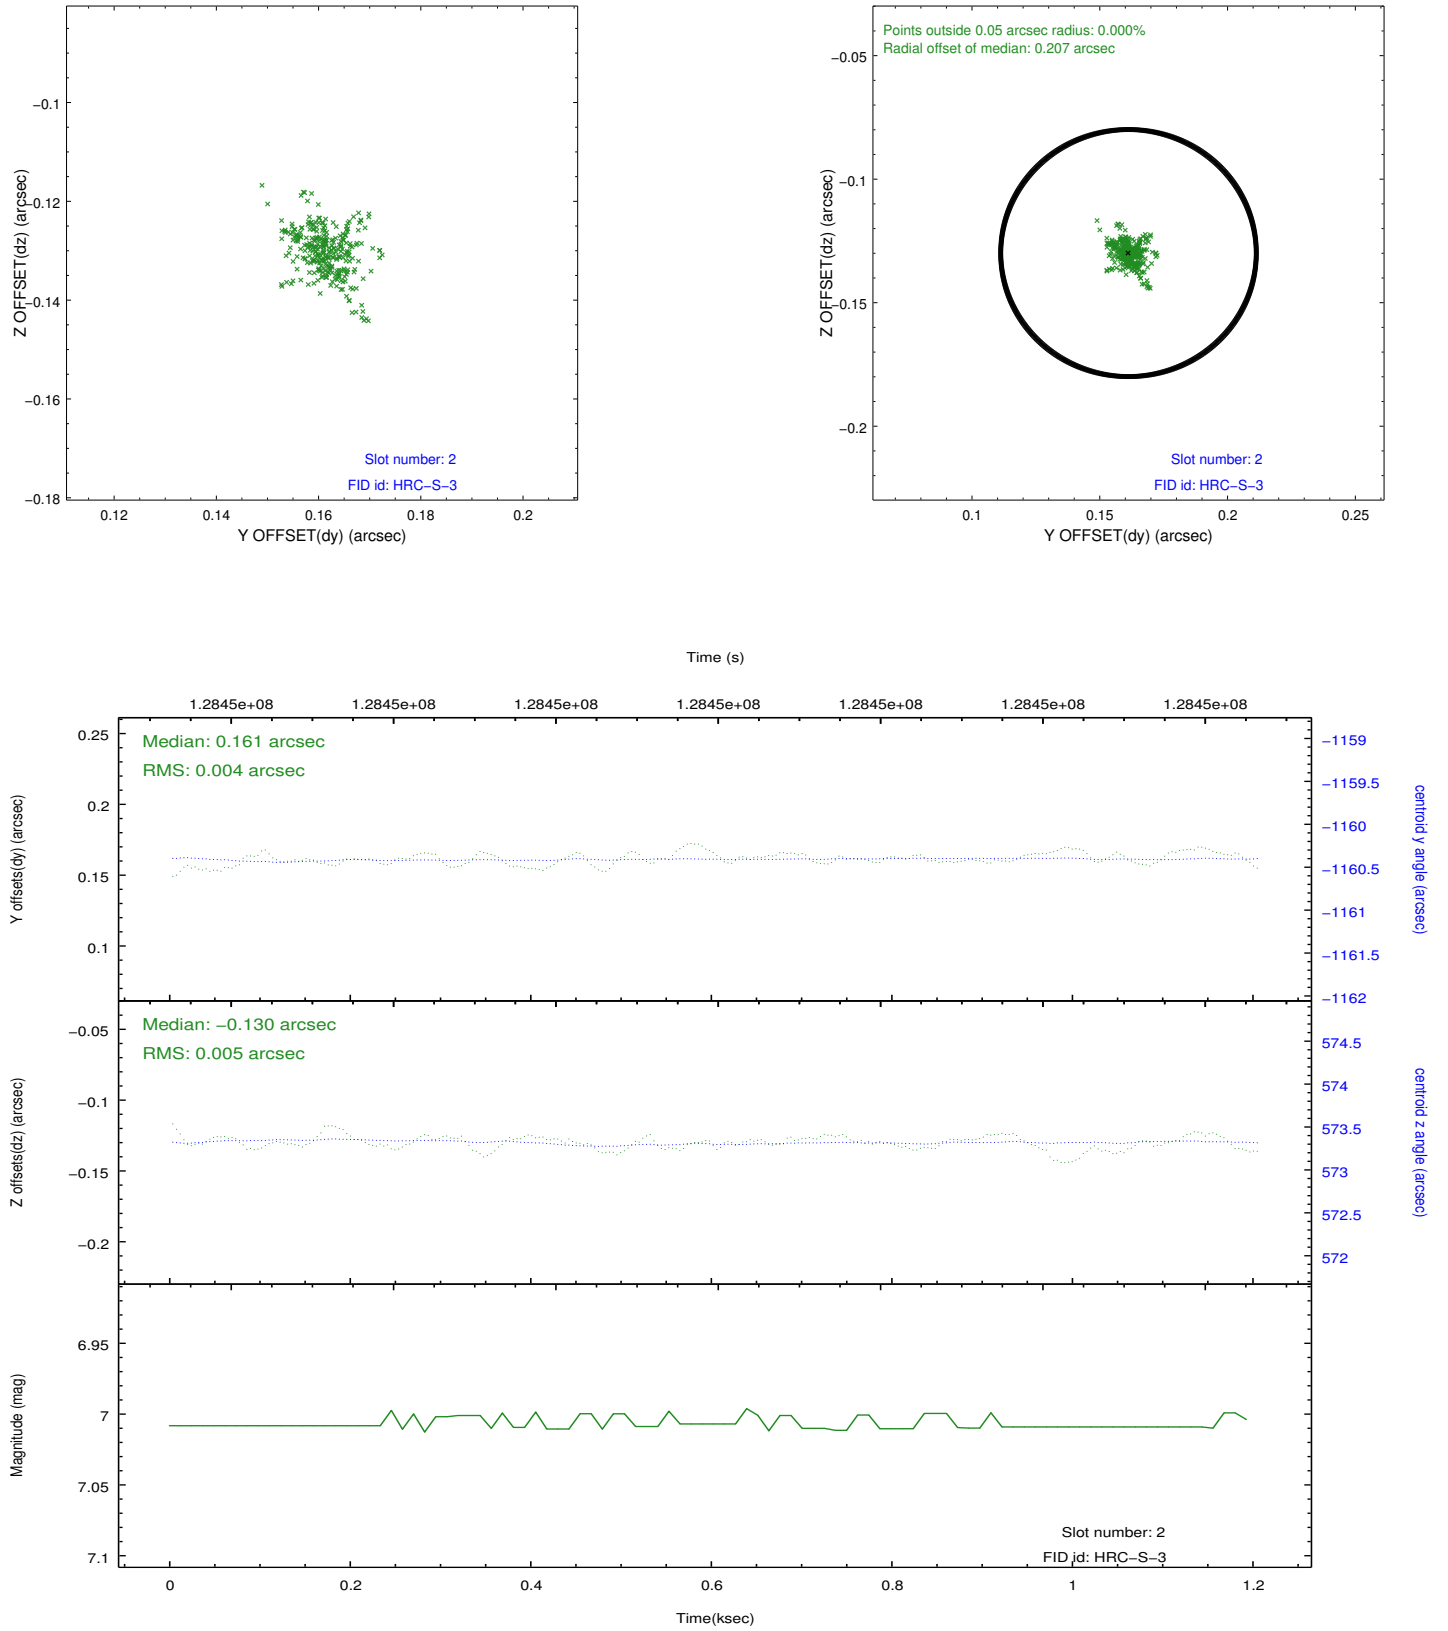 −0.1
−0.12
−0.14
−0.16
−0.18
Z OFFSET(dz) (arcsec)
Slot number: 2
FID id: HRC−S−3
0.12 0.14 0.16 0.18 0.2
Y OFFSET(dy) (arcsec)
Points outside 0.05 arcsec radius: 0.000%
Radial offset of median: 0.207 arcsec
−0.05
−0.1
−0.15
−0.2
Z OFFSET(dz) (arcsec)
Slot number: 2
FID id: HRC−S−3
0.1 0.15 0.2 0.25
Y OFFSET(dy) (arcsec)
Time (s)
1.2845e+08 1.2845e+08 1.2845e+08 1.2845e+08 1.2845e+08 1.2845e+08 1.2845e+08
Median: 0.161 arcsec
RMS: 0.004 arcsec
0.25
0.2
0.15
0.1
Y offsets(dy) (arcsec)
−1159
−1159.5
−1160
−1160.5
−1161
−1161.5
−1162
centroid y angle (arcsec)
Median: −0.130 arcsec
RMS: 0.005 arcsec
−0.05
−0.1
−0.15
−0.2
Z offsets(dz) (arcsec)
574.5
574
573.5
573
572.5
572
centroid z angle (arcsec)
6.95
7
7.05
7.1
Magnitude (mag)
Slot number: 2
FID id: HRC−S−3
0 0.2 0.4 0.6 0.8 1 1.2
Time(ksec)